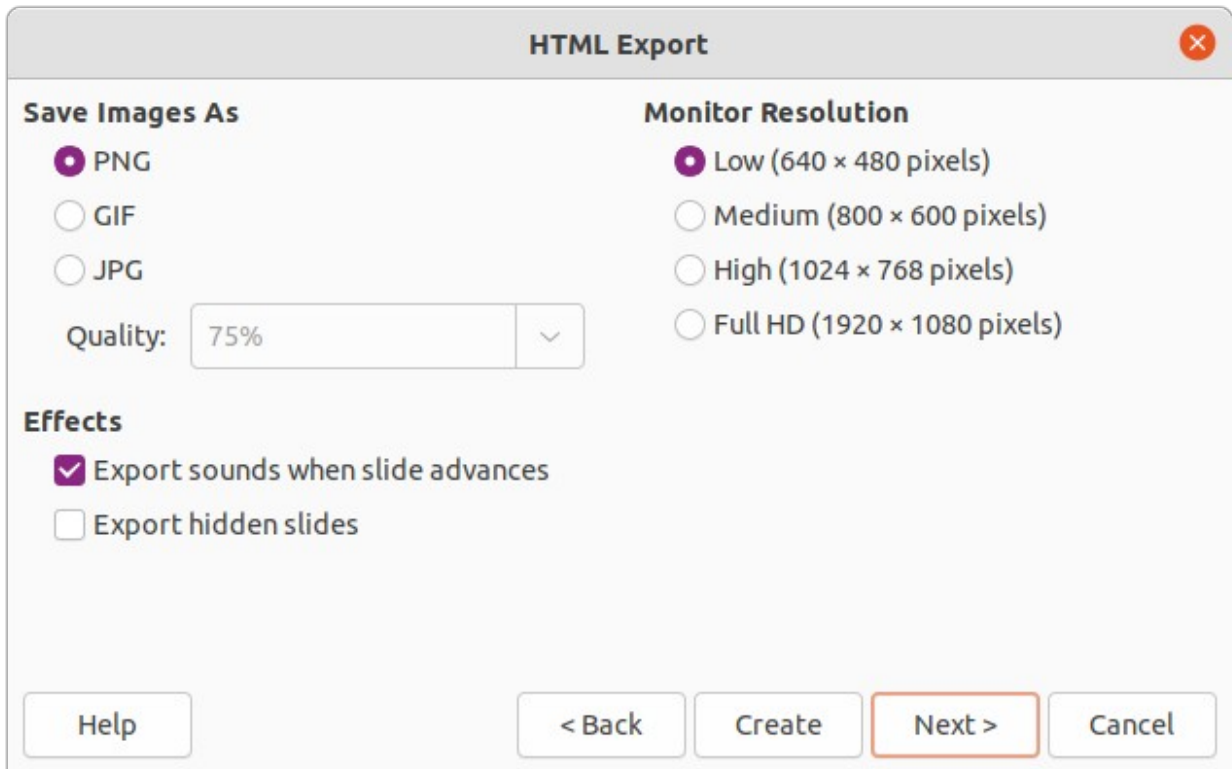 HTML Export
Save Images As
PNG
GIF
JPG
Quality: 75%
Monitor Resolution
Low (640 × 480 pixels)
Medium (800 × 600 pixels)
High (1024 × 768 pixels)
Full HD (1920 × 1080 pixels)
Effects
Export sounds when slide advances
Export hidden slides
Help < Back Create Next > Cancel